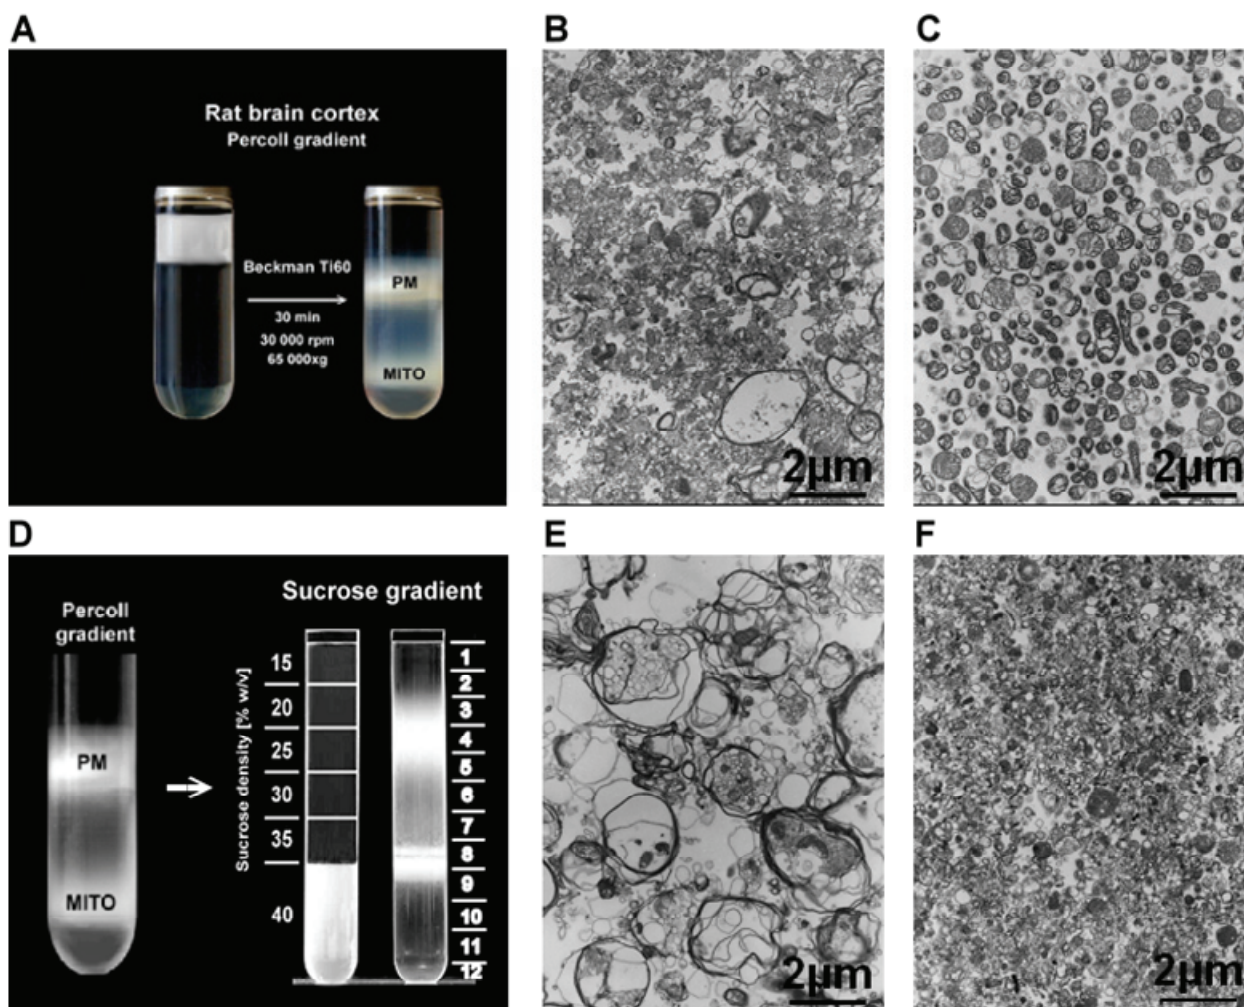 A
Rat brain cortex
Percoll gradient
Beckman Ti60
30 min
30 000 rpm
65 000xg
PM
MITO
B
2μm
C
2μm
D
Percoll
gradient
PM
MITO
Sucrose gradient
Sucrose density [% w/v]
15
20
25
30
35
40
1
2
3
4
5
6
7
8
9
10
11
12
E
2μm
F
2μm